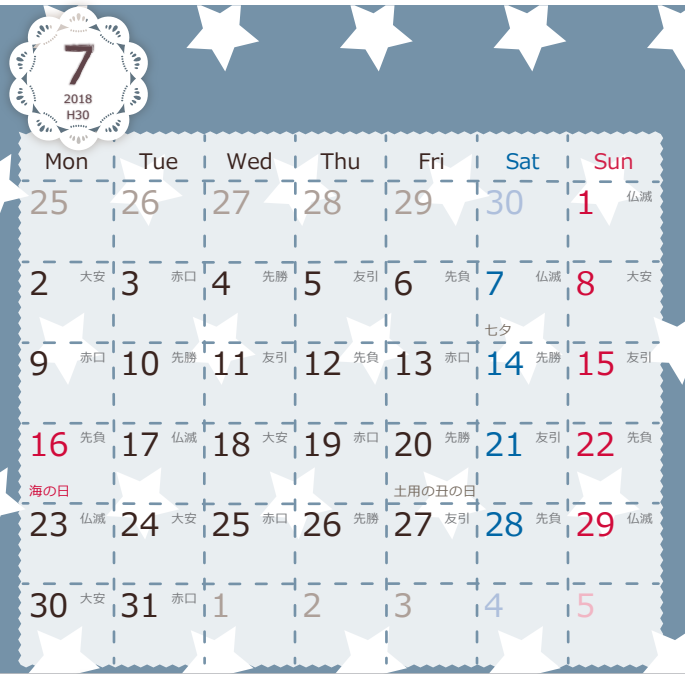 7
2018
H30
Mon Tue Wed Thu Fri Sat Sun
25 26 27 28 29 30 1 仏滅
2 大安 3 赤口 4 先勝 5 友引 6 先負 7 仏滅 8 大安
七夕
9 赤口 10 先勝 11 友引 12 先負 13 赤口 14 先勝 15 友引
16 先負 17 仏滅 18 大安 19 赤口 20 先勝 21 友引 22 先負
海の日 土用の丑の日
23 仏滅 24 大安 25 赤口 26 先勝 27 友引 28 先負 29 仏滅
30 大安 31 赤口 1 2 3 4 5